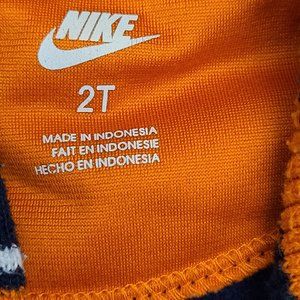 NIKE
2T
MADE IN INDONESIA
FAIT EN INDONESIE
HECHO EN INDONESIA